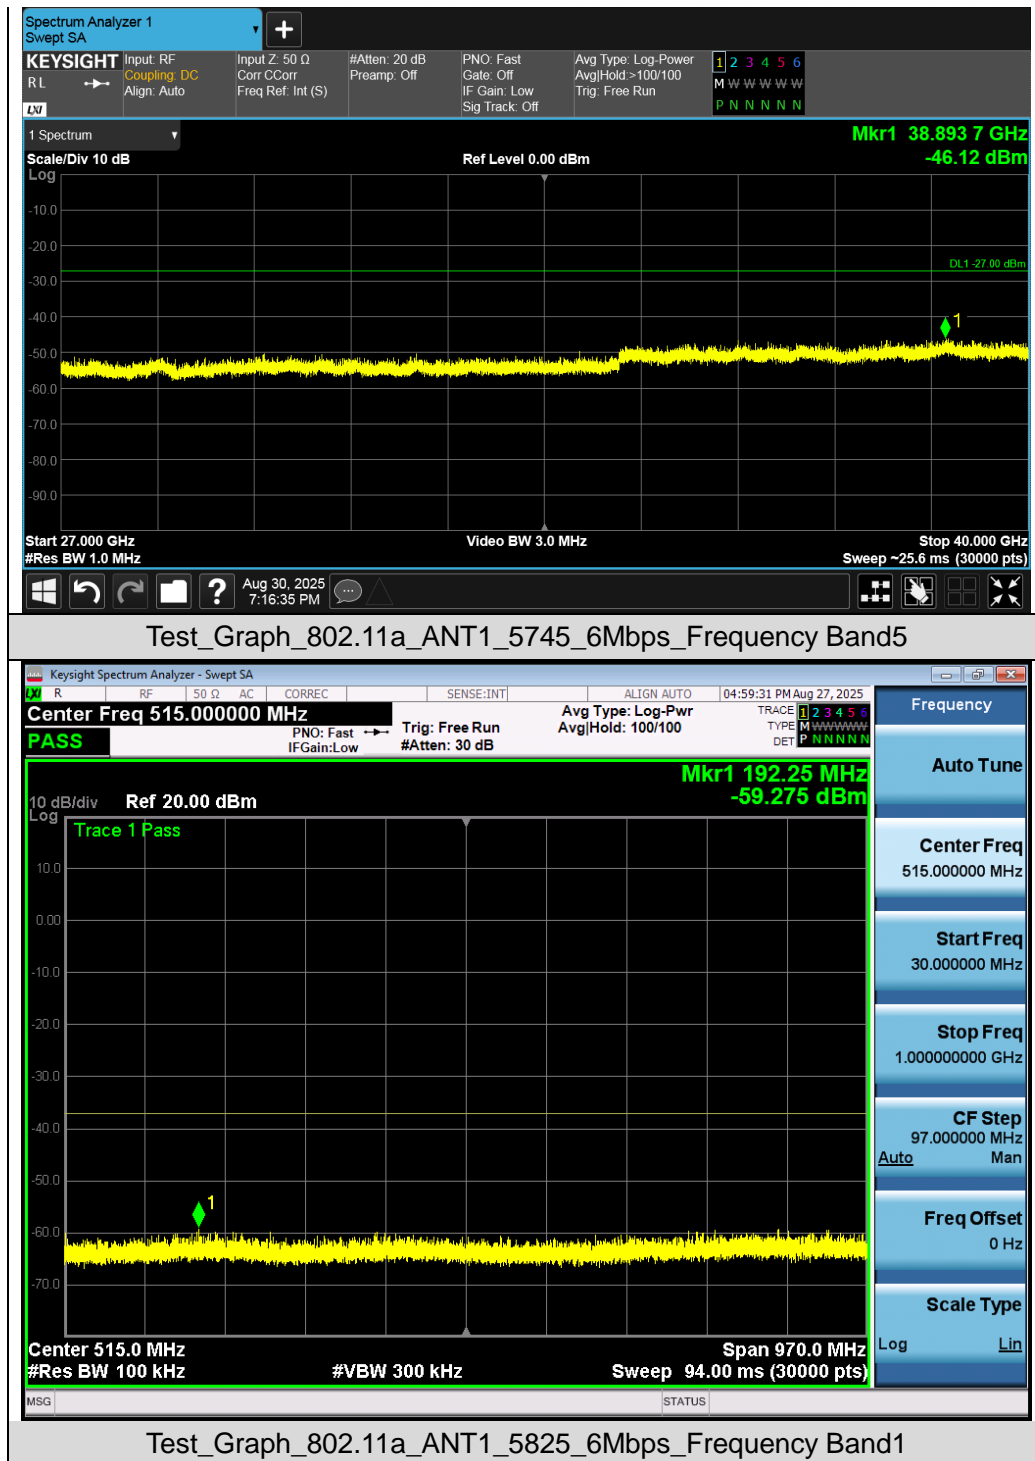 Spectrum Analyzer 1
Swept SA
KEYSIGHT
R L
LXI
Input: RF
Coupling: DC
Align: Auto
Input Z: 50 Ω
Corr CCorr
Freq Ref: Int (S)
#Atten: 20 dB
Preamp: Off
PNO: Fast
Gate: Off
IF Gain: Low
Sig Track: Off
Avg Type: Log-Power
Avg|Hold:>100/100
Trig: Free Run
1 2 3 4 5 6
M W W W W W
P N N N N N
1 Spectrum
Mkr1 38.893 7 GHz
Scale/Div 10 dB
Ref Level 0.00 dBm
-46.12 dBm
Log
-10.0
-20.0
DL1 -27.00 dBm
-30.0
-40.0
1
-50.0
-60.0
-70.0
-80.0
-90.0
Start 27.000 GHz
Video BW 3.0 MHz
Stop 40.000 GHz
#Res BW 1.0 MHz
Sweep ~25.6 ms (30000 pts)
Aug 30, 2025
7:16:35 PM
Test_Graph_802.11a_ANT1_5745_6Mbps_Frequency Band5
Keysight Spectrum Analyzer - Swept SA
LXI R RF 50 Ω AC CORREC SENSE:INT ALIGN AUTO 04:59:31 PM Aug 27, 2025
Center Freq 515.000000 MHz
PASS
PNO: Fast
IFGain:Low
Trig: Free Run
#Atten: 30 dB
Avg Type: Log-Pwr
Avg|Hold: 100/100
TRACE 1 2 3 4 5 6
TYPE M W W W W W
DET P N N N N N
Frequency
Mkr1 192.25 MHz
-59.275 dBm
10 dB/div Ref 20.00 dBm
Log
Trace 1 Pass
10.0
0.00
-10.0
-20.0
-30.0
-40.0
-50.0
1
-60.0
-70.0
Center 515.0 MHz
Span 970.0 MHz
#Res BW 100 kHz
#VBW 300 kHz
Sweep 94.00 ms (30000 pts)
Auto Tune
Center Freq
515.000000 MHz
Start Freq
30.000000 MHz
Stop Freq
1.000000000 GHz
CF Step
97.000000 MHz
Auto Man
Freq Offset
0 Hz
Scale Type
Log Lin
MSG
STATUS
Test_Graph_802.11a_ANT1_5825_6Mbps_Frequency Band1